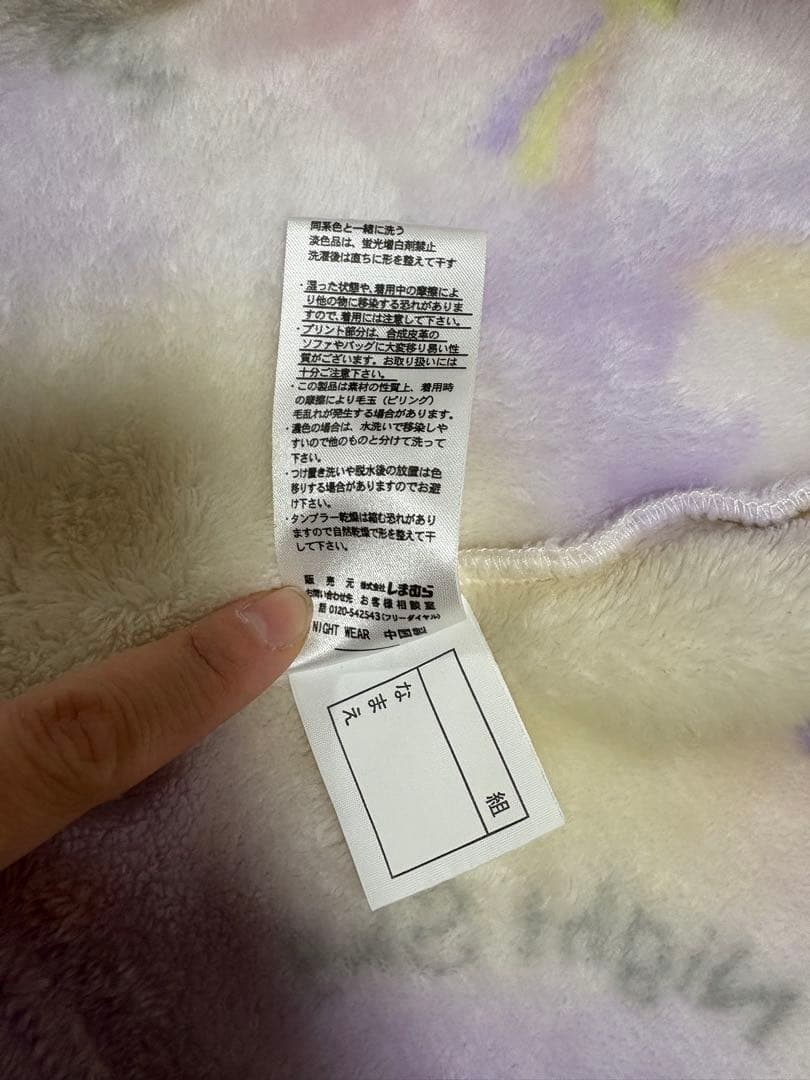 同系色と一緒に洗う
淡色品は、蛍光増白剤禁止
洗濯後は直ちに形を整えて干す
・湿った状態や、着用中の摩擦によ
り他の物に移染する恐れがありま
すので、着用には注意して下さい。
・プリント部分は、合成皮革の
ソファやバッグに大変移り易い性
質がございます。お取り扱いには
十分ご注意下さい。
・この製品は素材の性質上、着用時
の摩擦により毛玉(ピリング)
毛乱れが発生する場合があります。
・濃色の場合は、水洗いで移染しや
すいので他のものと分けて洗って
下さい。
・つけ置き洗いや脱水後の放置は色
移りする場合がありますのでお避
け下さい。
・タンブラー乾燥は縮む恐れがあり
ますので自然乾燥で形を整えて干
して下さい。
販売元 株式会社しまむら
お問い合わせ先 お客様相談室
0120-542543(フリーダイヤル)
NIGHT WEAR 中国製
組
なまえ